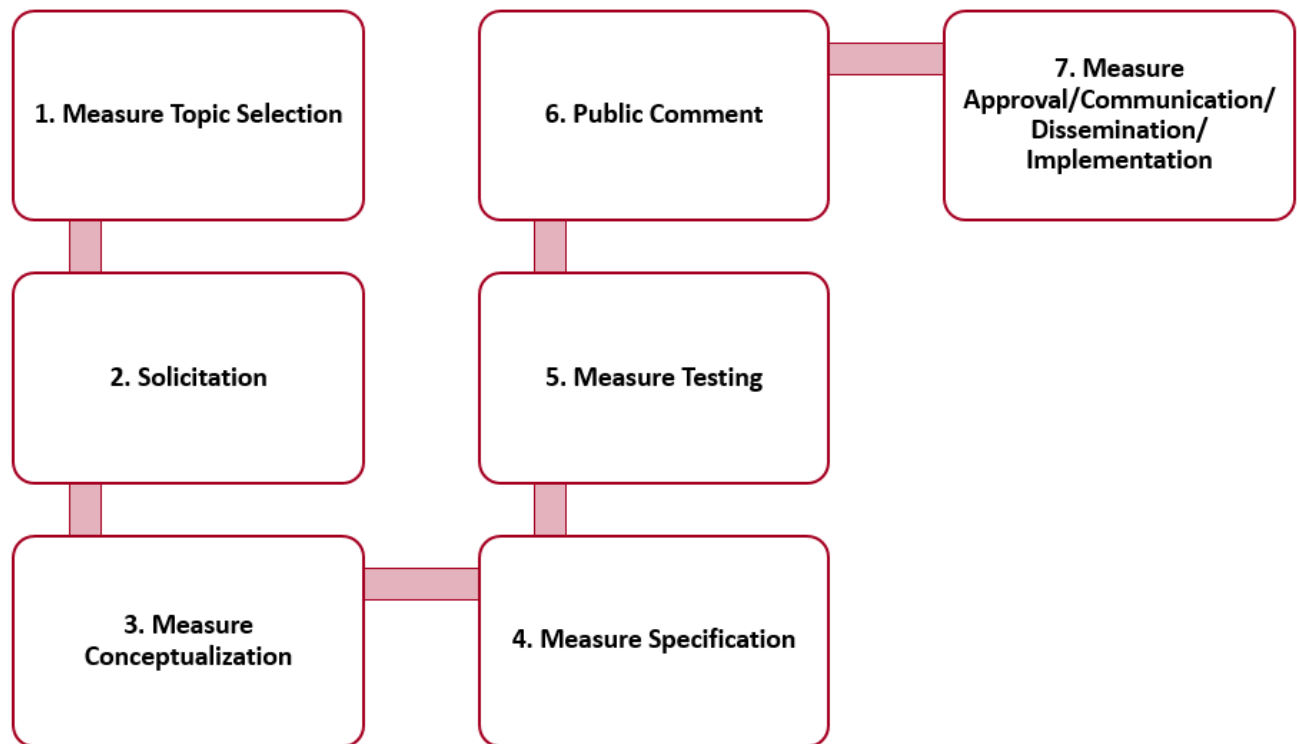 1. Measure Topic Selection
2. Solicitation
3. Measure
Conceptualization
4. Measure Specification
5. Measure Testing
6. Public Comment
7. Measure
Approval/Communication/
Dissemination/
Implementation